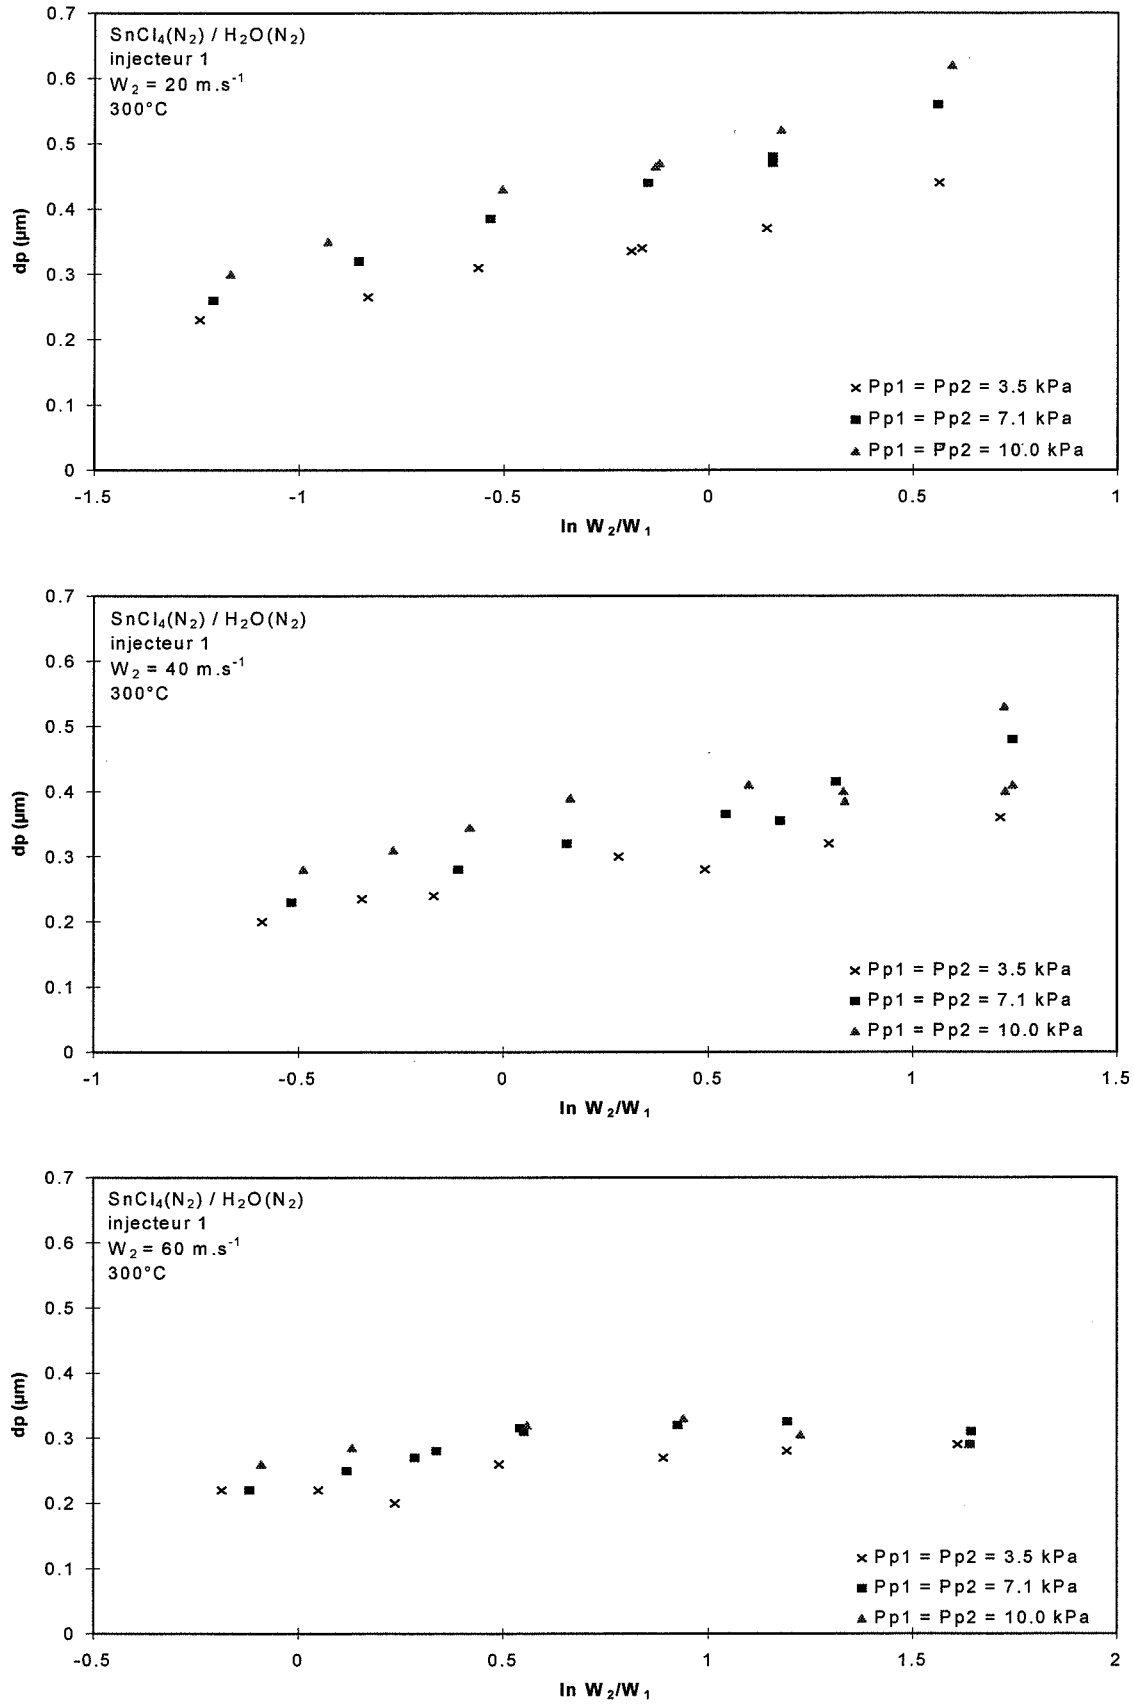 SnCl₄(N₂) / H₂O(N₂)
injecteur 1
W₂ = 20 m.s⁻¹
300°C
0.7
0.6
0.5
0.4
0.3
0.2
0.1
0
dp (µm)
× Pp1 = Pp2 = 3.5 kPa
■ Pp1 = Pp2 = 7.1 kPa
▲ Pp1 = Pp2 = 10.0 kPa
-1.5 -1 -0.5 0 0.5 1
ln W₂/W₁
SnCl₄(N₂) / H₂O(N₂)
injecteur 1
W₂ = 40 m.s⁻¹
300°C
0.7
0.6
0.5
0.4
0.3
0.2
0.1
0
dp (µm)
× Pp1 = Pp2 = 3.5 kPa
■ Pp1 = Pp2 = 7.1 kPa
▲ Pp1 = Pp2 = 10.0 kPa
-1 -0.5 0 0.5 1 1.5
ln W₂/W₁
SnCl₄(N₂) / H₂O(N₂)
injecteur 1
W₂ = 60 m.s⁻¹
300°C
0.7
0.6
0.5
0.4
0.3
0.2
0.1
0
dp (µm)
× Pp1 = Pp2 = 3.5 kPa
■ Pp1 = Pp2 = 7.1 kPa
▲ Pp1 = Pp2 = 10.0 kPa
-0.5 0 0.5 1 1.5 2
ln W₂/W₁